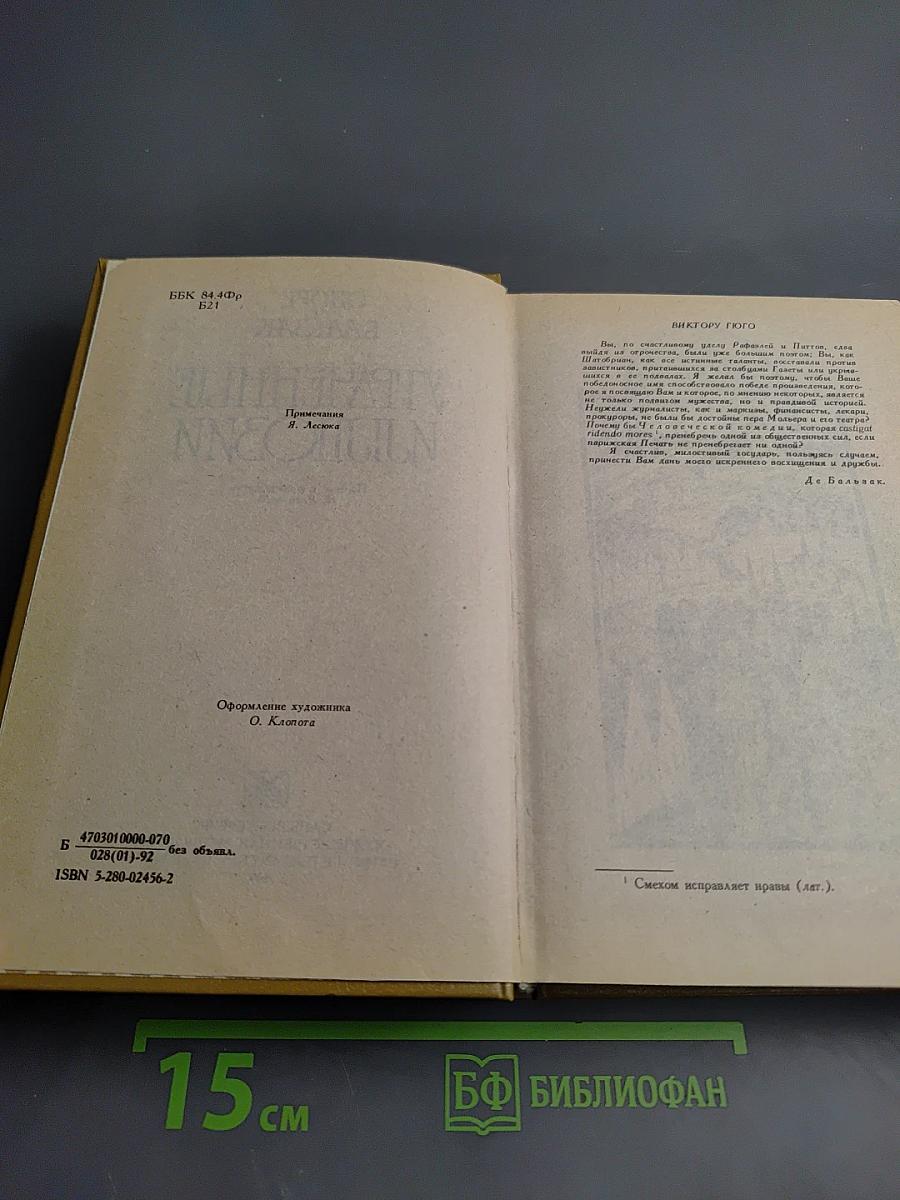 ББК 84.4Фр
Б21
Примечания
Я. Лесюка
Оформление художника
О. Клопота
Б 4703010000-070 без объявл.
028(01)-92
ISBN 5-280-02456-2
ВИКТОРУ ГЮГО
Вы, по счастливому уделу Рафаэлей и Питтов, едва
выйдя из отрочества, были уже большим поэтом; Вы, как
Шатобриан, как все истинные таланты, восставали против
завистников, притаившихся за столбцами Газеты или укрыв-
шихся в ее подвалах. Я желал бы поэтому, чтобы Ваше
победоносное имя способствовало победе произведения, кото-
рое я посвящаю Вам и которое, по мнению некоторых, является
не только подвигом мужества, но и правдивой историей.
Неужели журналисты, как и маркизы, финансисты, лекари,
прокуроры, не были бы достойны пера Мольера и его театра?
Почему бы Человеческой комедии, которая castigat
ridendo mores ¹, пренебречь одной из общественных сил, если
парижская Печать не пренебрегает ни одной?
Я счастлив, милостивый государь, пользуясь случаем,
принести Вам дань моего искреннего восхищения и дружбы.
Де Бальзак.
¹ Смехом исправляет нравы (лат.).
15 см
БФ БИБЛИОФАН